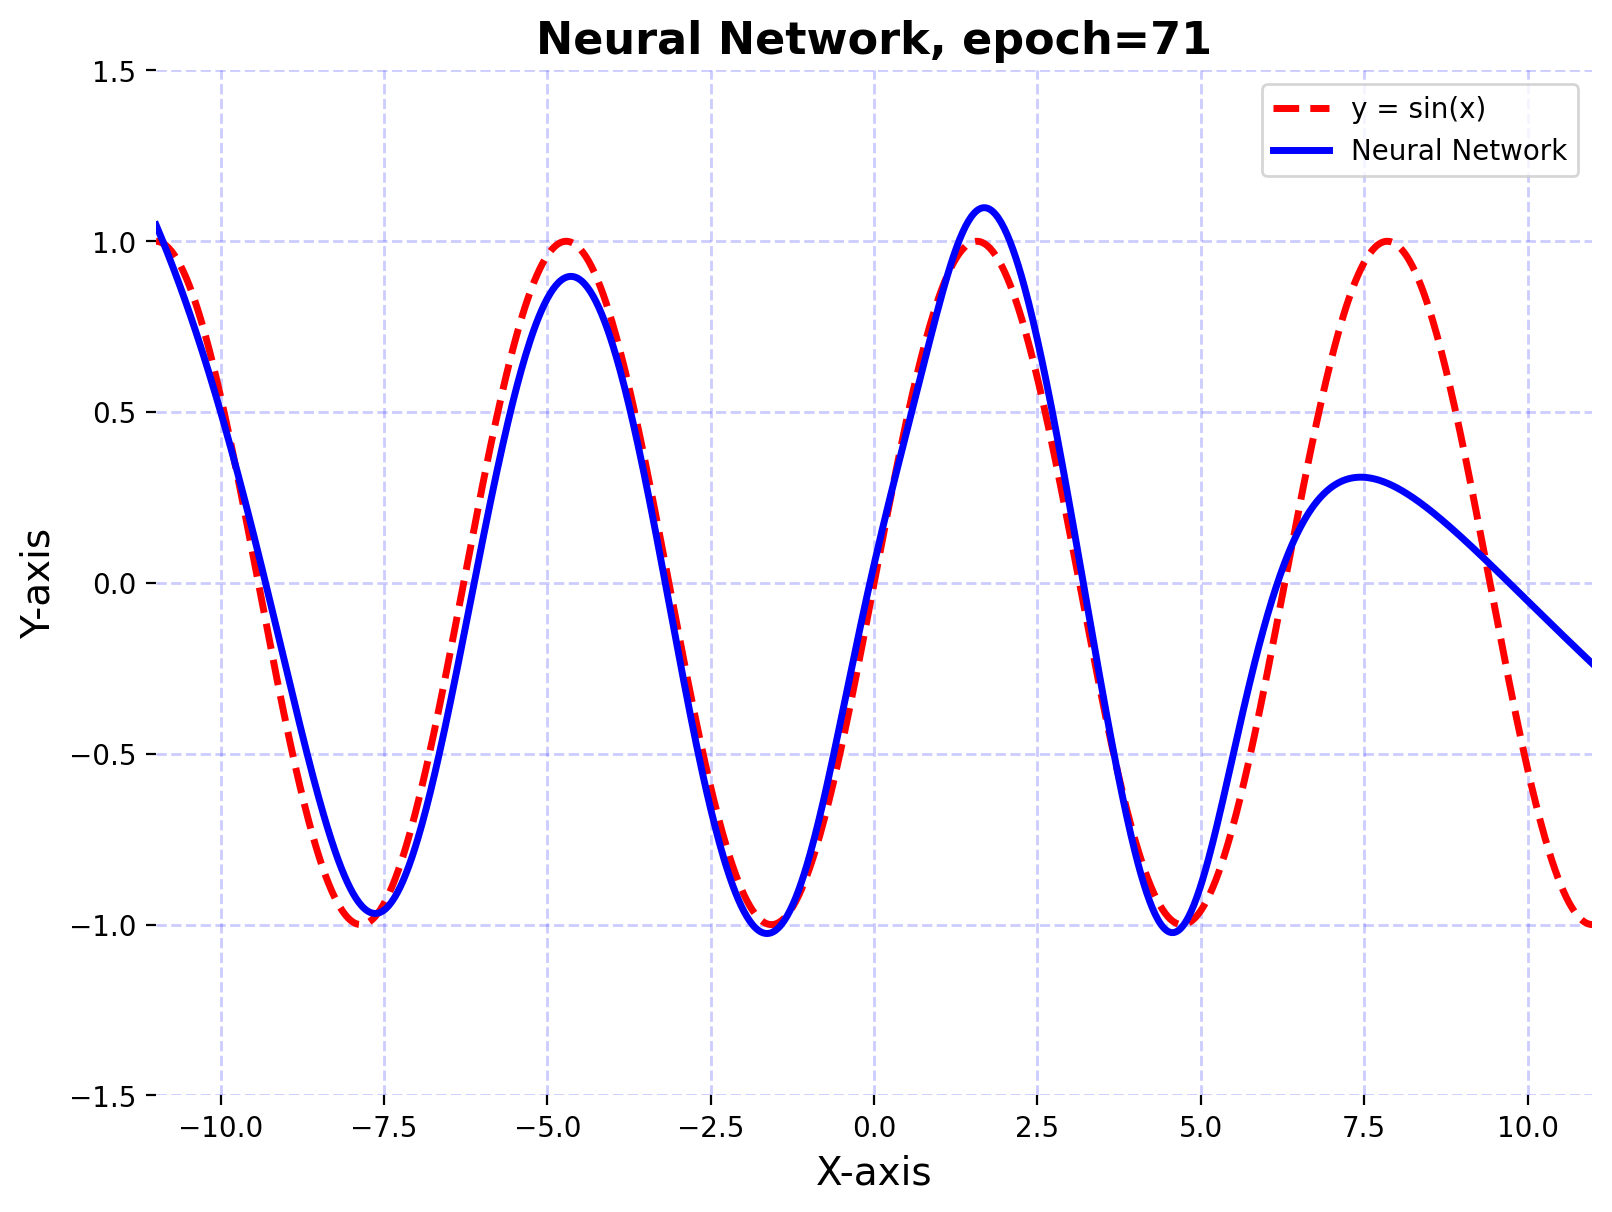 Neural Network, epoch=71
1.5
1.0
0.5
0.0
−0.5
−1.0
−1.5
Y-axis
y = sin(x)
Neural Network
−10.0 −7.5 −5.0 −2.5 0.0 2.5 5.0 7.5 10.0
X-axis